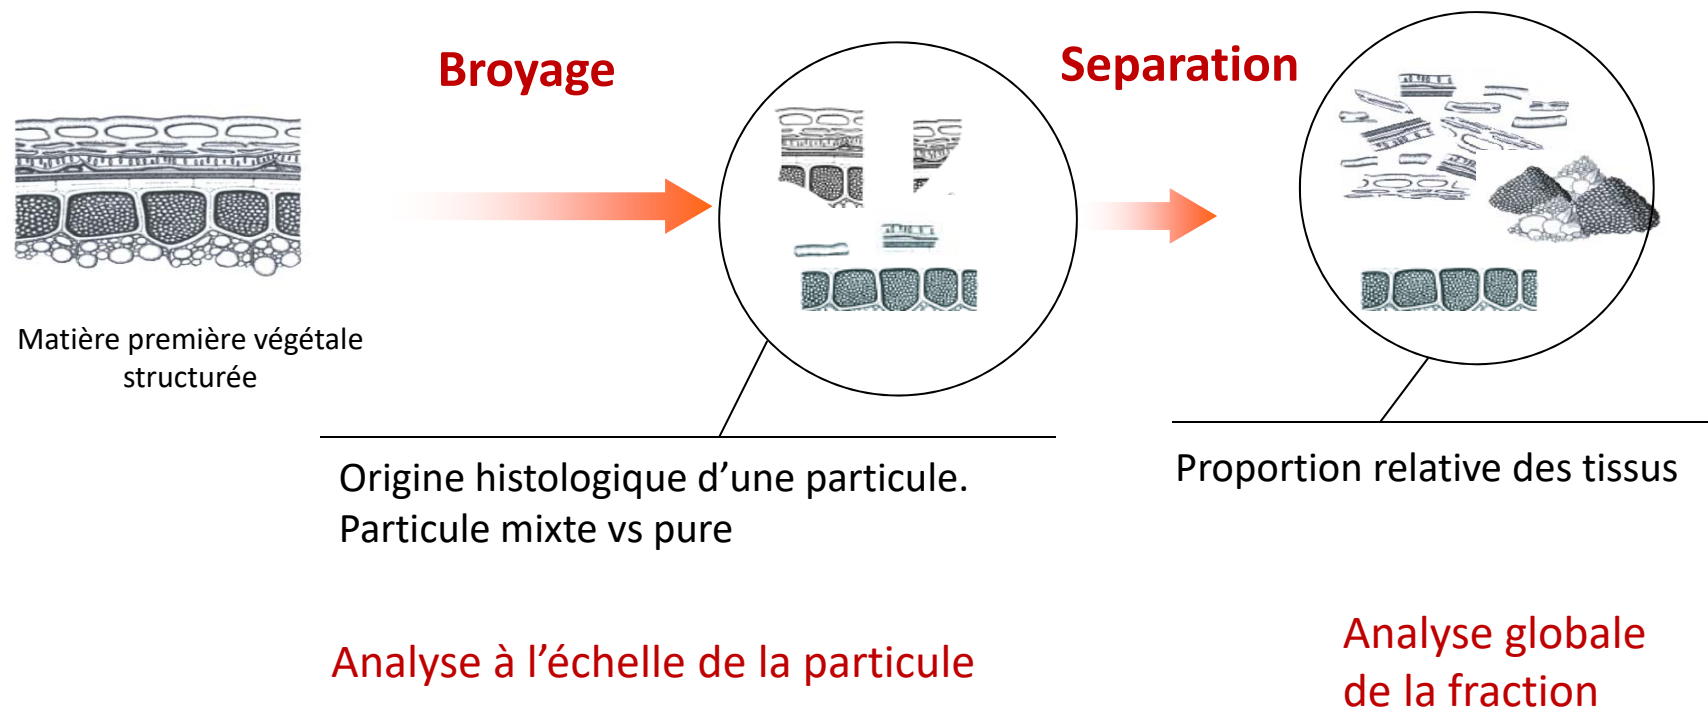 Broyage
Separation
Matière première végétale
structurée
Origine histologique d’une particule.
Particule mixte vs pure
Proportion relative des tissus
Analyse à l’échelle de la particule
Analyse globale
de la fraction